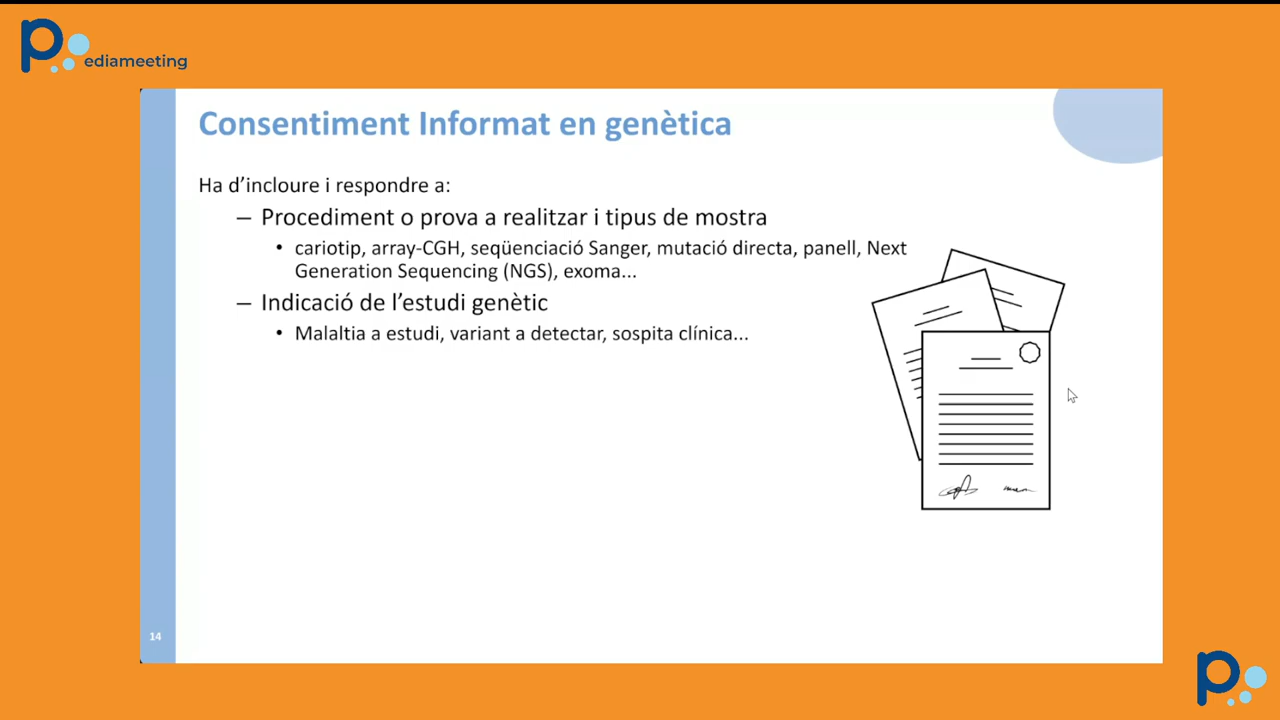 Pediameeting
Consentiment Informat en genètica
Ha d'incloure i respondre a:
– Procediment o prova a realitzar i tipus de mostra
• cariotip, array-CGH, seqüenciació Sanger, mutació directa, panell, Next
Generation Sequencing (NGS), exoma...
– Indicació de l'estudi genètic
• Malaltia a estudi, variant a detectar, sospita clínica...
14
P